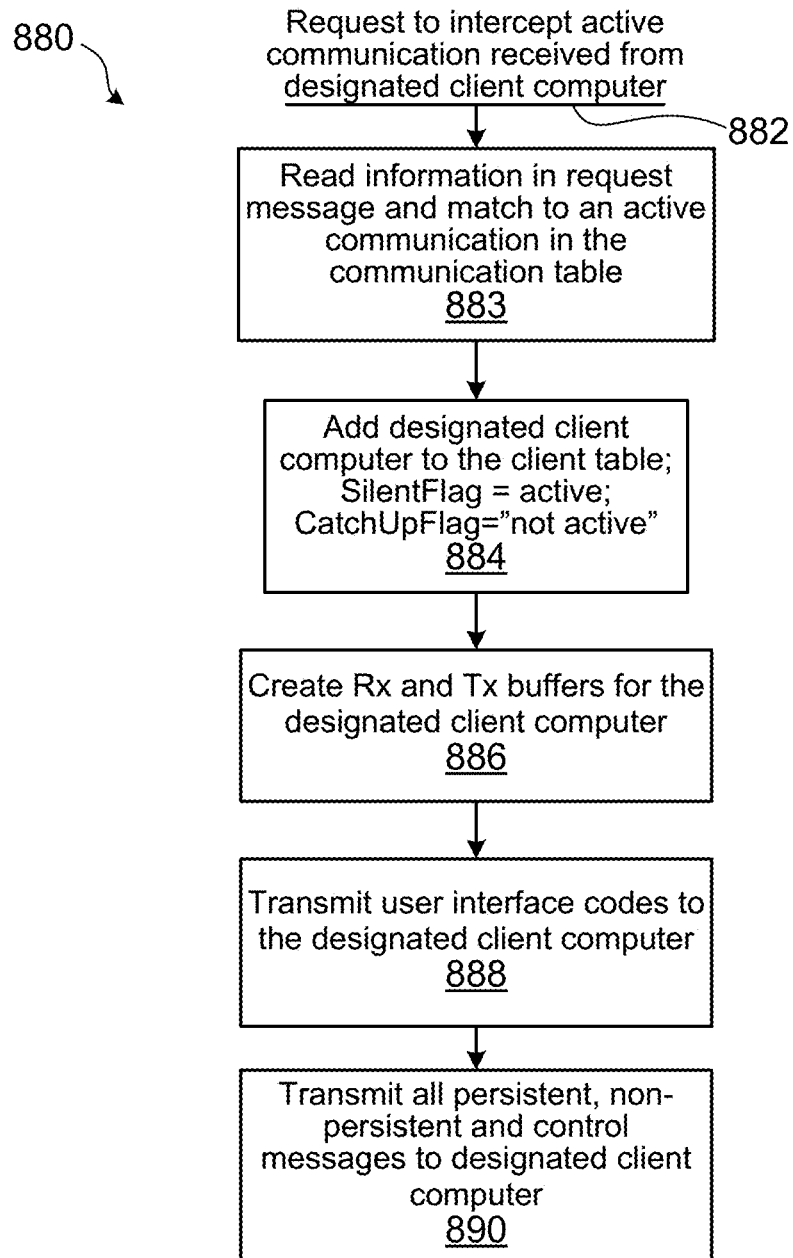 880
Request to intercept active
communication received from
designated client computer
882
Read information in request
message and match to an active
communication in the
communication table
883
Add designated client
computer to the client table;
SilentFlag = active;
CatchUpFlag=”not active”
884
Create Rx and Tx buffers for the
designated client computer
886
Transmit user interface codes to
the designated client computer
888
Transmit all persistent, non-
persistent and control
messages to designated client
computer
890